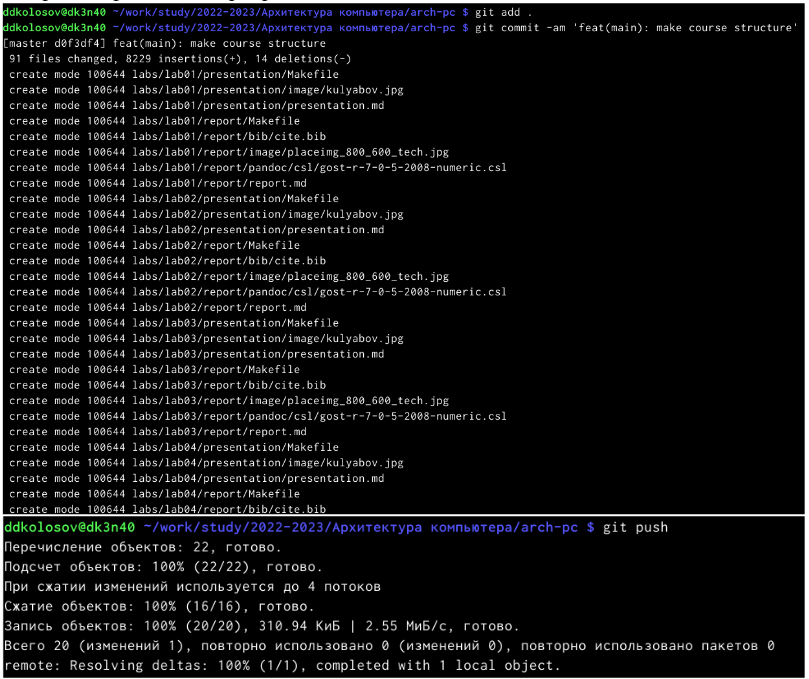 ddkolosov@dk3n40 ~/work/study/2022-2023/Архитектура компьютера/arch-pc $ git add .
ddkolosov@dk3n40 ~/work/study/2022-2023/Архитектура компьютера/arch-pc $ git commit -am 'feat(main): make course structure'
[master d0f3df4] feat(main): make course structure
 91 files changed, 8229 insertions(+), 14 deletions(-)
 create mode 100644 labs/lab01/presentation/Makefile
 create mode 100644 labs/lab01/presentation/image/kulyabov.jpg
 create mode 100644 labs/lab01/presentation/presentation.md
 create mode 100644 labs/lab01/report/Makefile
 create mode 100644 labs/lab01/report/bib/cite.bib
 create mode 100644 labs/lab01/report/image/placeimg_800_600_tech.jpg
 create mode 100644 labs/lab01/report/pandoc/csl/gost-r-7-0-5-2008-numeric.csl
 create mode 100644 labs/lab01/report/report.md
 create mode 100644 labs/lab02/presentation/Makefile
 create mode 100644 labs/lab02/presentation/image/kulyabov.jpg
 create mode 100644 labs/lab02/presentation/presentation.md
 create mode 100644 labs/lab02/report/Makefile
 create mode 100644 labs/lab02/report/bib/cite.bib
 create mode 100644 labs/lab02/report/image/placeimg_800_600_tech.jpg
 create mode 100644 labs/lab02/report/pandoc/csl/gost-r-7-0-5-2008-numeric.csl
 create mode 100644 labs/lab02/report/report.md
 create mode 100644 labs/lab03/presentation/Makefile
 create mode 100644 labs/lab03/presentation/image/kulyabov.jpg
 create mode 100644 labs/lab03/presentation/presentation.md
 create mode 100644 labs/lab03/report/Makefile
 create mode 100644 labs/lab03/report/bib/cite.bib
 create mode 100644 labs/lab03/report/image/placeimg_800_600_tech.jpg
 create mode 100644 labs/lab03/report/pandoc/csl/gost-r-7-0-5-2008-numeric.csl
 create mode 100644 labs/lab03/report/report.md
 create mode 100644 labs/lab04/presentation/Makefile
 create mode 100644 labs/lab04/presentation/image/kulyabov.jpg
 create mode 100644 labs/lab04/presentation/presentation.md
 create mode 100644 labs/lab04/report/Makefile
 create mode 100644 labs/lab04/report/bib/cite.bib
ddkolosov@dk3n40 ~/work/study/2022-2023/Архитектура компьютера/arch-pc $ git push
Перечисление объектов: 22, готово.
Подсчет объектов: 100% (22/22), готово.
При сжатии изменений используется до 4 потоков
Сжатие объектов: 100% (16/16), готово.
Запись объектов: 100% (20/20), 310.94 КиБ | 2.55 МиБ/с, готово.
Всего 20 (изменений 1), повторно использовано 0 (изменений 0), повторно использовано пакетов 0
remote: Resolving deltas: 100% (1/1), completed with 1 local object.